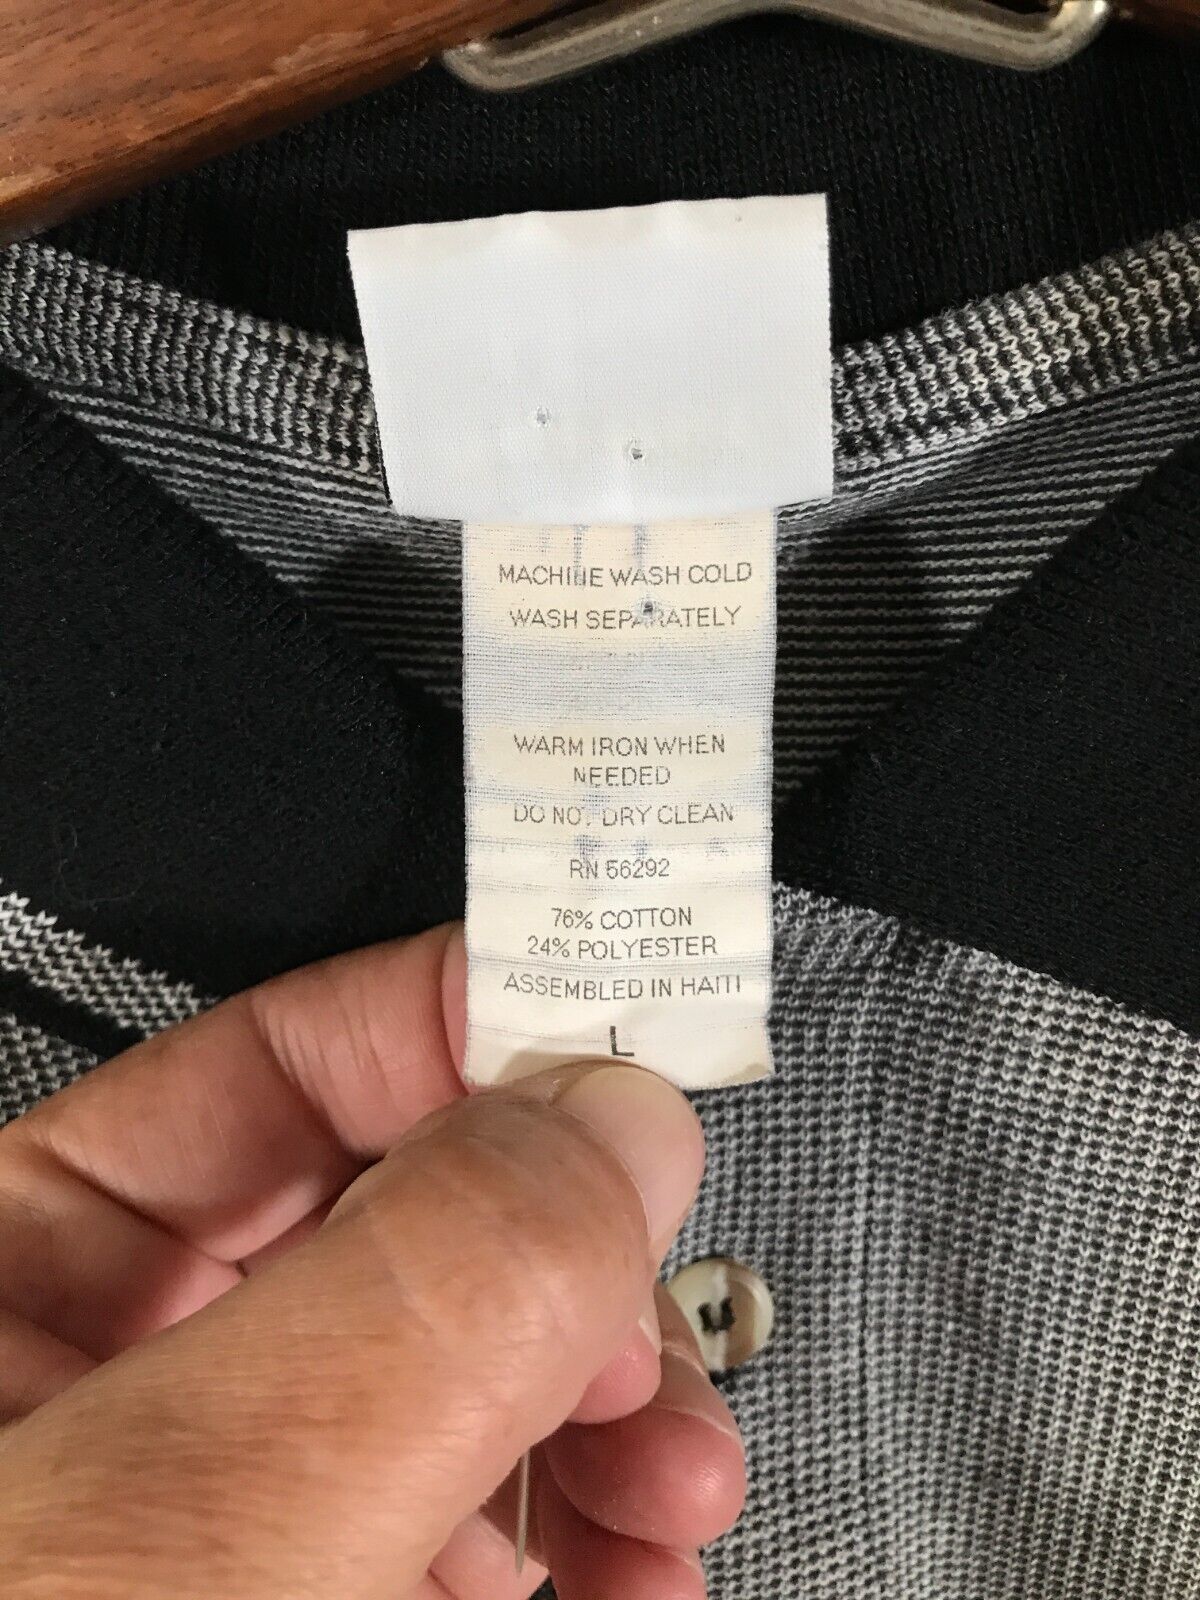 MACHINE WASH COLD
WASH SEPARATELY
WARM IRON WHEN
NEEDED
DO NOT DRY CLEAN
RN 56292
76% COTTON
24% POLYESTER
ASSEMBLED IN HAITI
L